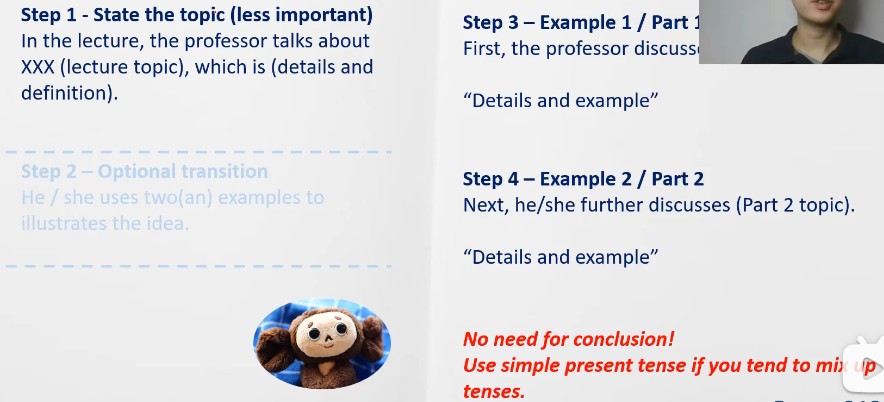 Step 1 - State the topic (less important)
In the lecture, the professor talks about
XXX (lecture topic), which is (details and
definition).
Step 2 – Optional transition
He / she uses two(an) examples to
illustrates the idea.
Step 3 – Example 1 / Part 1
First, the professor
“Details and example”
Step 4 – Example 2 / Part 2
Next, he/she further discusses (Part 2 topic).
“Details and example”
No need for conclusion!
Use simple present tense if you tend to mix up
tenses.